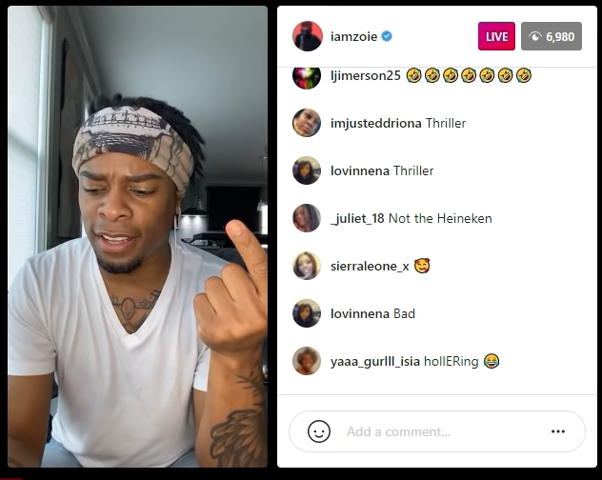 iamzoie
LIVE
6,980
ljimerson25 🤣🤣🤣🤣🤣🤣🤣
imjusteddriona Thriller
lovinnena Thriller
_juliet_18 Not the Heineken
sierraleone_x 🥰
lovinnena Bad
yaaa_gurlll_isia hollERing 😂
Add a comment...